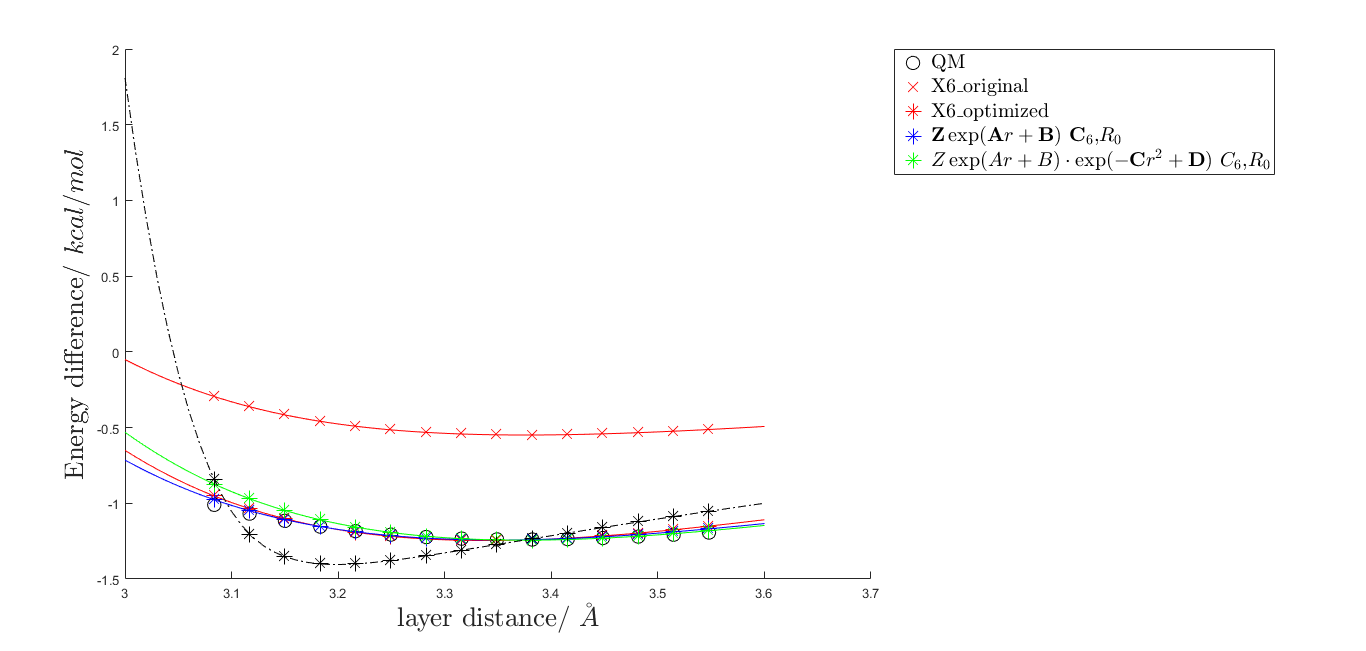 2
1.5
1
0.5
0
-0.5
-1
-1.5
Energy difference/ kcal/mol
3
3.1
3.2
3.3
3.4
3.5
3.6
3.7
layer distance/ Å
QM
X6_original
X6_optimized
Z exp(Ar + B) C₆,R₀
Z exp(Ar + B) · exp(−Cr² + D) C₆,R₀